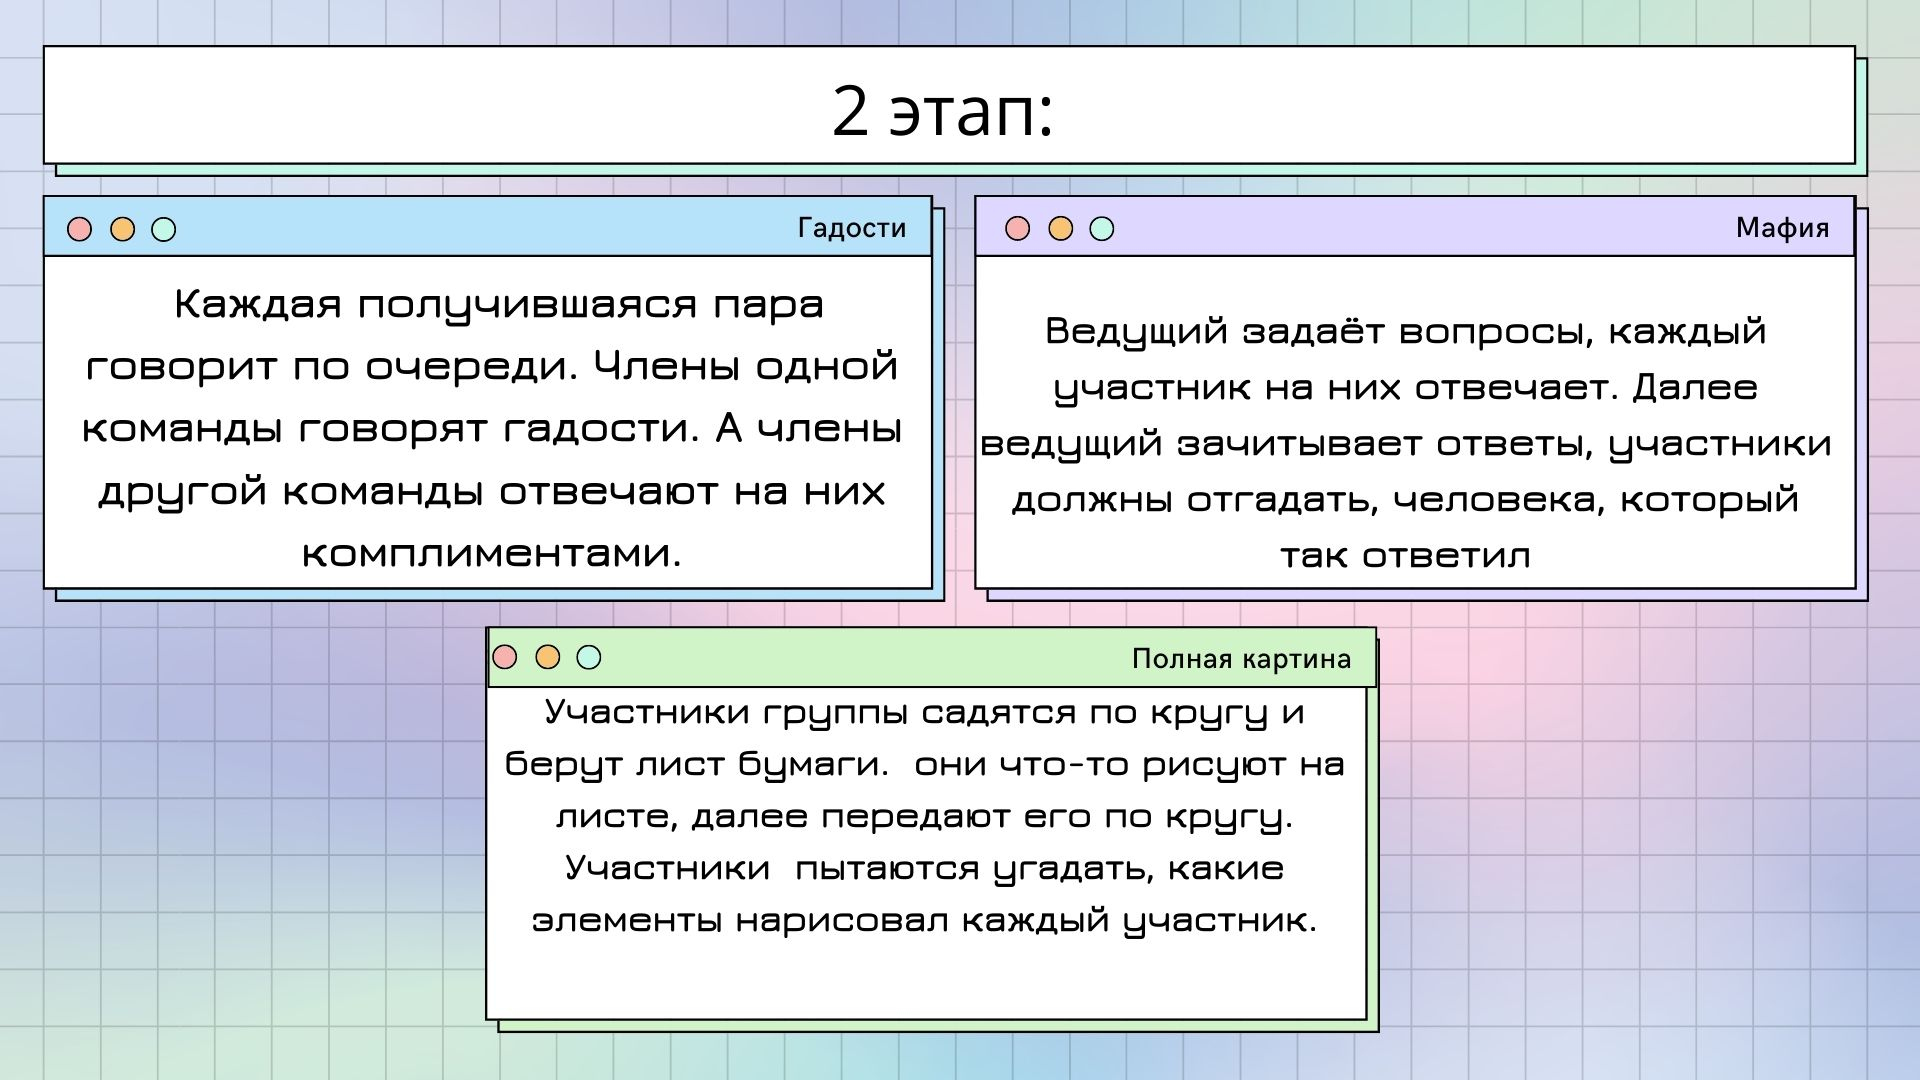 2 этап:
Гадости
Каждая получившаяся пара
говорит по очереди. Члены одной
команды говорят гадости. А члены
другой команды отвечают на них
комплиментами.
Мафия
Ведущий задаёт вопросы, каждый
участник на них отвечает. Далее
ведущий зачитывает ответы, участники
должны отгадать, человека, который
так ответил
Полная картина
Участники группы садятся по кругу и
берут лист бумаги.  они что-то рисуют на
листе, далее передают его по кругу.
Участники  пытаются угадать, какие
элементы нарисовал каждый участник.